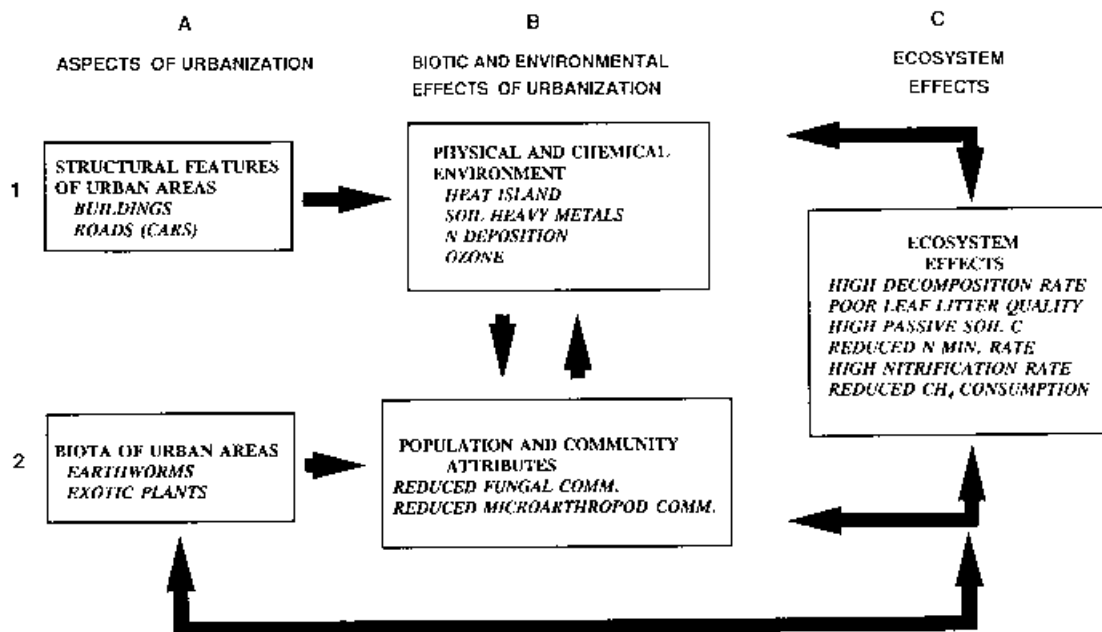 A
ASPECTS OF URBANIZATION
B
BIOTIC AND ENVIRONMENTAL
EFFECTS OF URBANIZATION
C
ECOSYSTEM
EFFECTS
1
STRUCTURAL FEATURES
OF URBAN AREAS
BUILDINGS
ROADS (CARS)
PHYSICAL AND CHEMICAL
ENVIRONMENT
HEAT ISLAND
SOIL HEAVY METALS
N DEPOSITION
OZONE
ECOSYSTEM
EFFECTS
HIGH DECOMPOSITION RATE
POOR LEAF LITTER QUALITY
HIGH PASSIVE SOIL C
REDUCED N MIN. RATE
HIGH NITRIFICATION RATE
REDUCED CH₄ CONSUMPTION
2
BIOTA OF URBAN AREAS
EARTHWORMS
EXOTIC PLANTS
POPULATION AND COMMUNITY
ATTRIBUTES
REDUCED FUNGAL COMM.
REDUCED MICROARTHROPOD COMM.